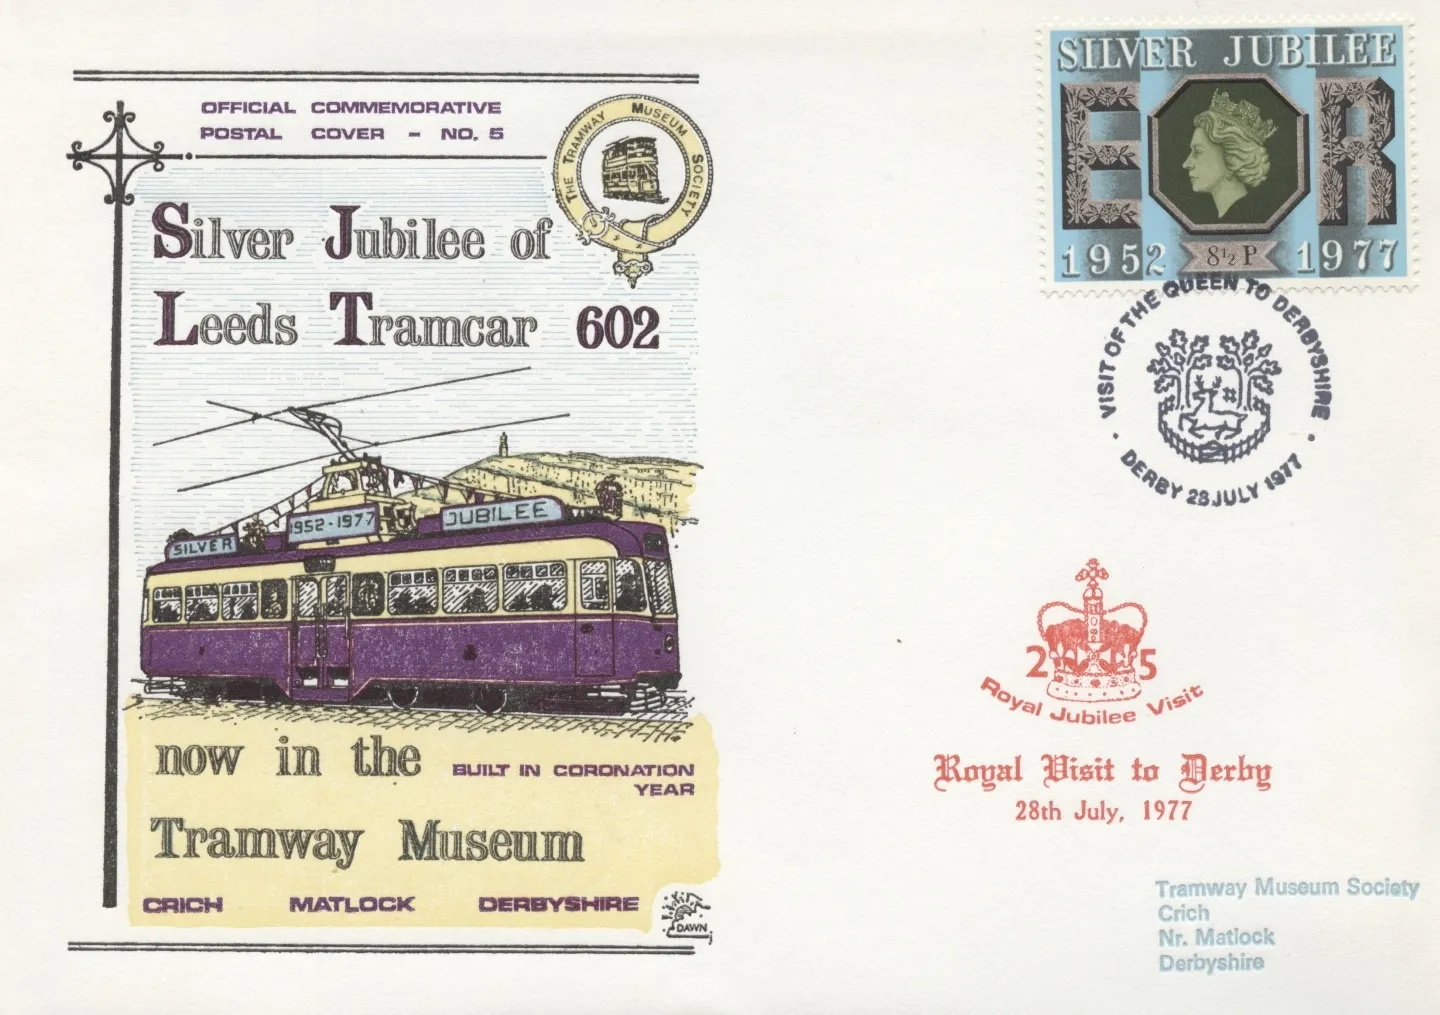 OFFICIAL COMMEMORATIVE
POSTAL COVER - NO. 5
THE TRAMWAY MUSEUM SOCIETY
Silver Jubilee of
Leeds Tramcar 602
SILVER
1952-1977
JUBILEE
now in the
BUILT IN CORONATION
YEAR
Tramway Museum
CRICH MATLOCK DERBYSHIRE
DAWN
SILVER JUBILEE
E R
1952 8½P 1977
VISIT OF THE QUEEN TO DERBYSHIRE
DERBY 28 JULY 1977
25
Royal Jubilee Visit
Royal Visit to Derby
28th July, 1977
Tramway Museum Society
Crich
Nr. Matlock
Derbyshire